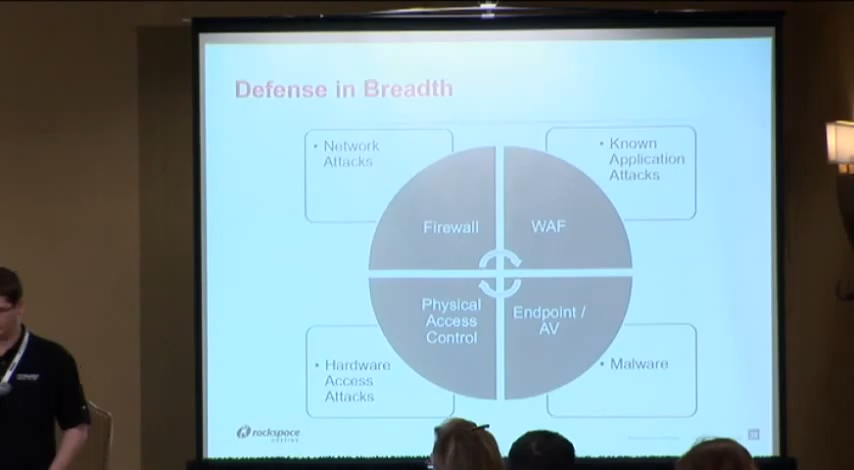 Defense in Breadth
• Network
Attacks
• Known
Application
Attacks
Firewall
WAF
Physical
Access
Control
Endpoint /
AV
• Hardware
Access
Attacks
• Malware
rackspace
HOSTING